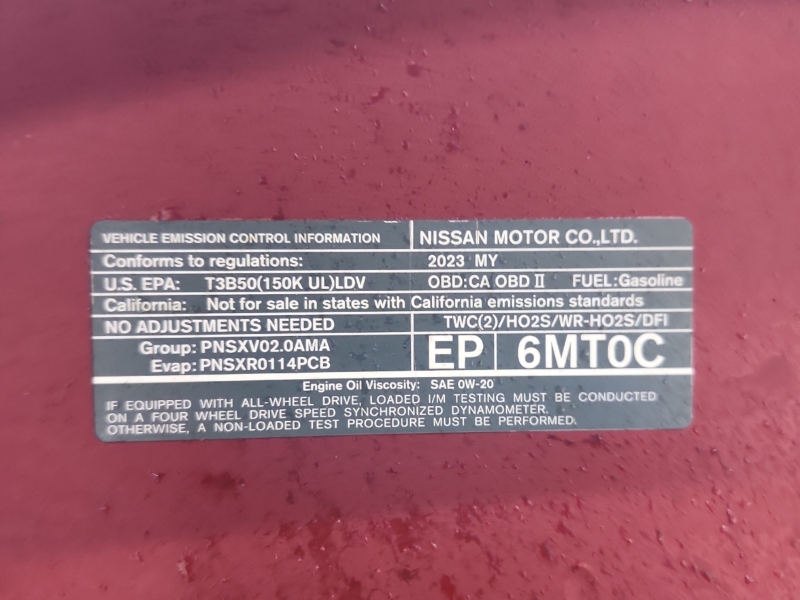 VEHICLE EMISSION CONTROL INFORMATION NISSAN MOTOR CO.,LTD.
Conforms to regulations: 2023 MY
U.S. EPA: T3B50(150K UL)LDV OBD:CA OBD II FUEL:Gasoline
California: Not for sale in states with California emissions standards
NO ADJUSTMENTS NEEDED TWC(2)/HO2S/WR-HO2S/DFI
Group: PNSXV02.0AMA
Evap: PNSXR0114PCB
EP 6MT0C
Engine Oil Viscosity: SAE 0W-20
IF EQUIPPED WITH ALL-WHEEL DRIVE, LOADED I/M TESTING MUST BE CONDUCTED
ON A FOUR WHEEL DRIVE SPEED SYNCHRONIZED DYNAMOMETER.
OTHERWISE, A NON-LOADED TEST PROCEDURE MUST BE PERFORMED.